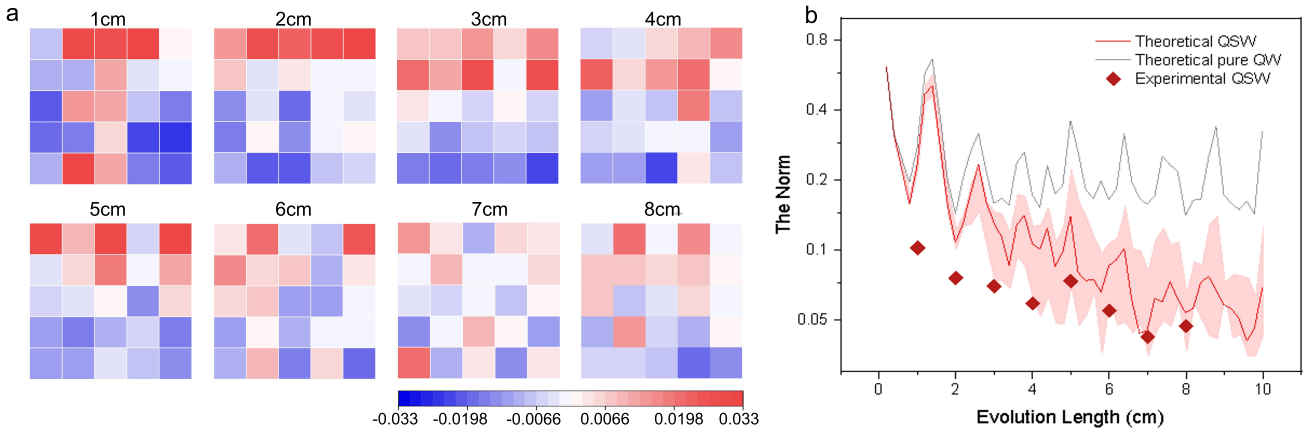 a
1cm 2cm 3cm 4cm
5cm 6cm 7cm 8cm
-0.033 -0.0198 -0.0066 0.0066 0.0198 0.033
b
Theoretical QSW
Theoretical pure QW
Experimental QSW
The Norm
0.8
0.4
0.2
0.1
0.05
0 2 4 6 8 10
Evolution Length (cm)